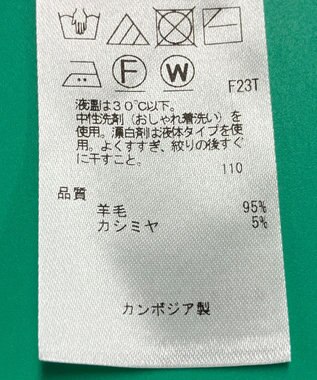 F W
F23T
液温は30℃以下。
中性洗剤(おしゃれ着洗い)を
使用。漂白剤は液体タイプを使
用。よくすすぎ、絞りの後すぐ
に干すこと。
110
品質
羊毛 95%
カシミヤ 5%
カンボジア製